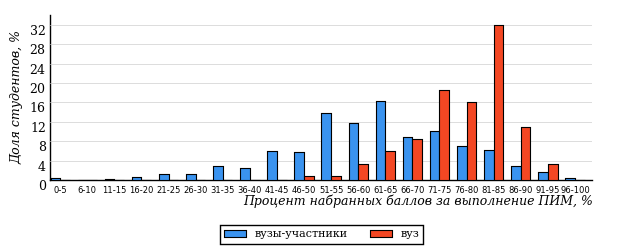 Доля студентов, %
32
28
24
20
16
12
8
4
0
0-5 6-10 11-15 16-20 21-25 26-30 31-35 36-40 41-45 46-50 51-55 56-60 61-65 66-70 71-75 76-80 81-85 86-90 91-95 96-100
Процент набранных баллов за выполнение ПИМ, %
вузы-участники вуз